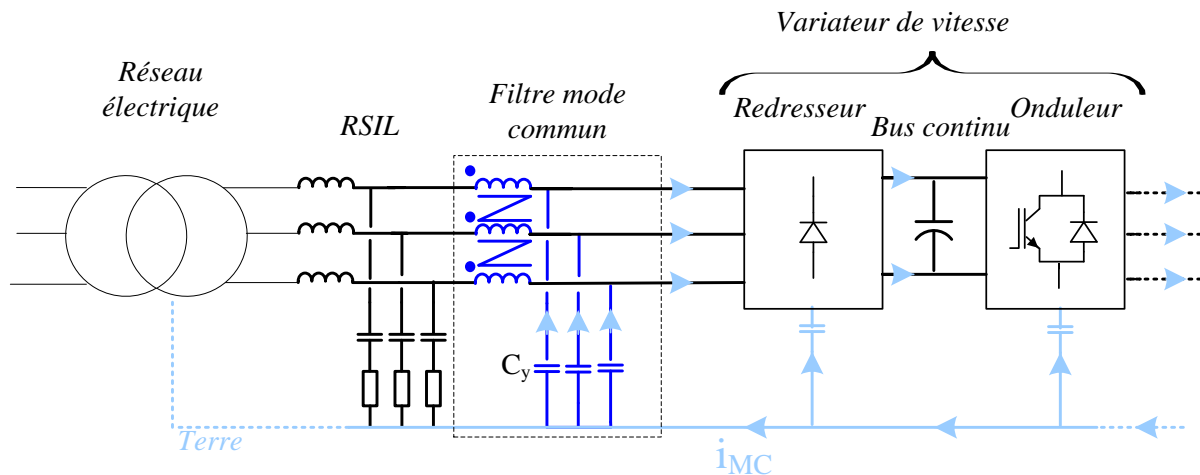 Variateur de vitesse
Réseau
électrique
RSIL
Filtre mode
commun
Redresseur
Bus continu
Onduleur
Cy
Terre
iMC